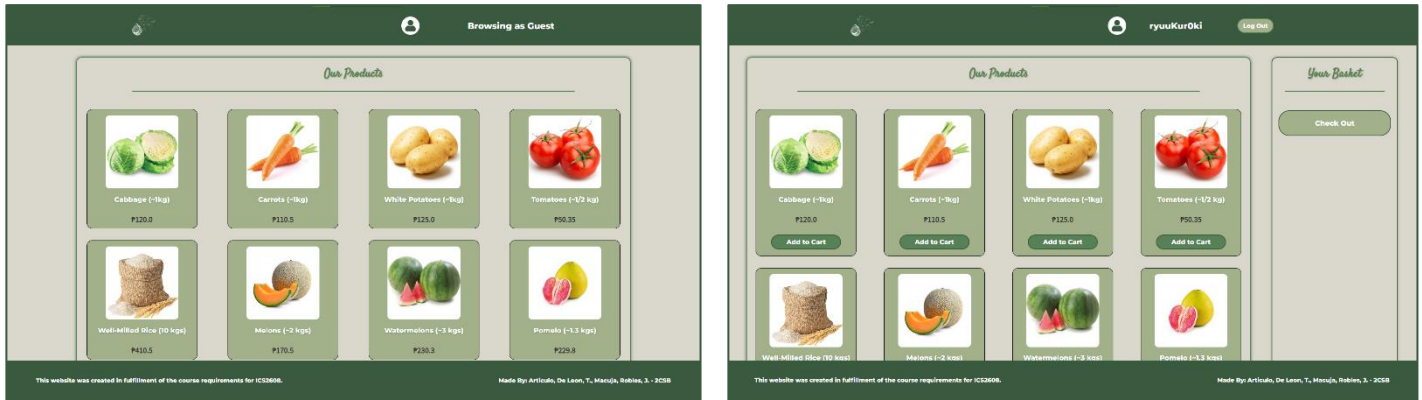 Browsing as Guest
Our Products
Cabbage (~1kg)
₱120.0
Carrots (~1kg)
₱110.5
White Potatoes (~1kg)
₱125.0
Tomatoes (~1/2 kg)
₱50.35
Well-Milled Rice (10 kgs)
₱410.5
Melons (~2 kgs)
₱170.5
Watermelons (~3 kgs)
₱230.3
Pomelo (~1.3 kgs)
₱229.8
This website was created in fulfillment of the course requirements for ICS2608.
Made By: Articulo, De Leon, T., Macuja, Robles, J. - 2CSB
ryuuKur0ki
Log Out
Our Products
Cabbage (~1kg)
₱120.0
Add to Cart
Carrots (~1kg)
₱110.5
Add to Cart
White Potatoes (~1kg)
₱125.0
Add to Cart
Tomatoes (~1/2 kg)
₱50.35
Add to Cart
Well-Milled Rice (10 kgs)
Melons (~2 kgs)
Watermelons (~3 kgs)
Pomelo (~1.3 kgs)
Your Basket
Check Out
This website was created in fulfillment of the course requirements for ICS2608.
Made By: Articulo, De Leon, T., Macuja, Robles, J. - 2CSB